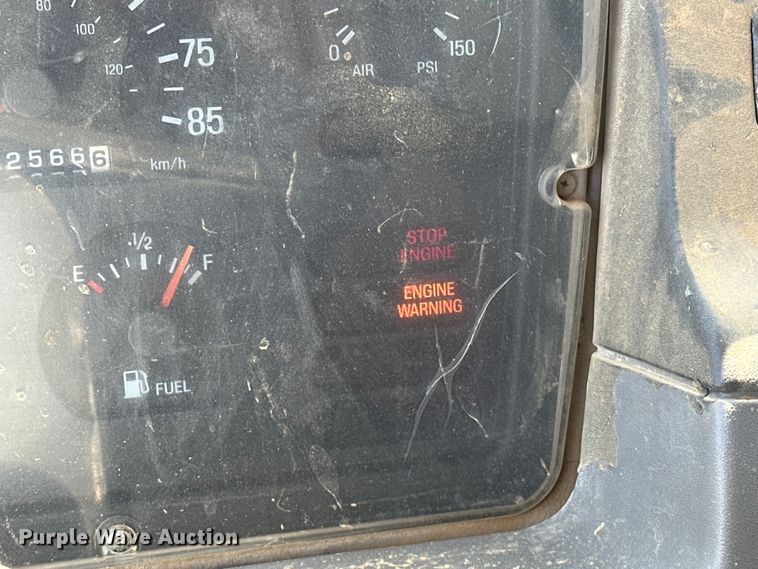 80
100
120
75
85
km/h
25666
0 150
AIR PSI
E 1/2 F
FUEL
STOP
ENGINE
ENGINE
WARNING
Purple Wave Auction